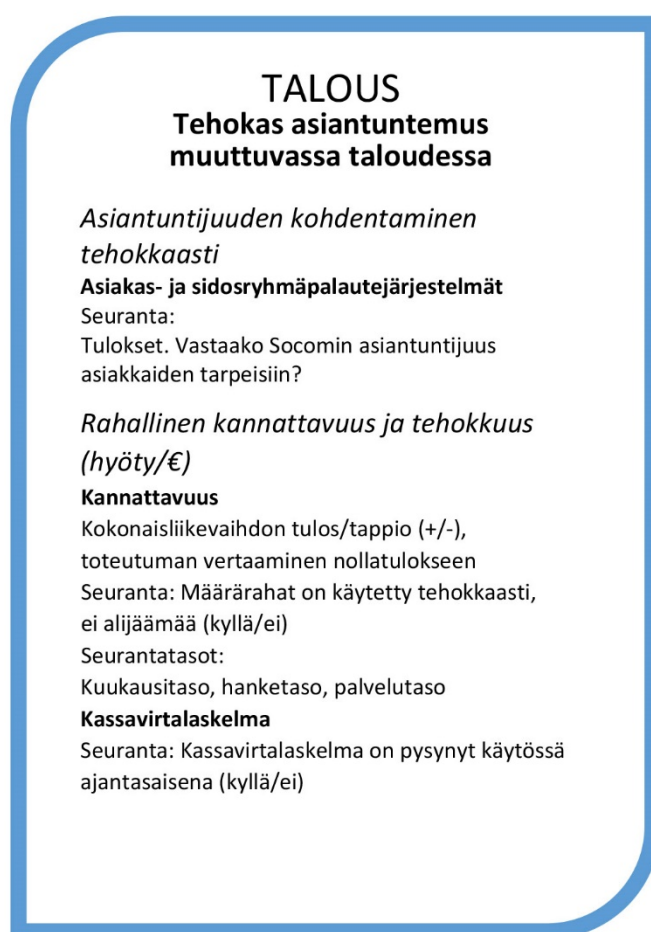 TALOUS
Tehokas asiantuntemus
muuttuvassa taloudessa
Asiantuntijuuden kohdentaminen
tehokkaasti
Asiakas- ja sidosryhmäpalautejärjestelmät
Seuranta:
Tulokset. Vastaako Socomin asiantuntijuus
asiakkaiden tarpeisiin?
Rahallinen kannattavuus ja tehokkuus
(hyöty/€)
Kannattavuus
Kokonaisliikevaihdon tulos/tappio (+/-),
toteutuman vertaaminen nollatulokseen
Seuranta: Määrärahat on käytetty tehokkaasti,
ei alijäämää (kyllä/ei)
Seurantatasot:
Kuukausitaso, hanketaso, palvelutaso
Kassavirtalaskelma
Seuranta: Kassavirtalaskelma on pysynyt käytössä
ajantasaisena (kyllä/ei)